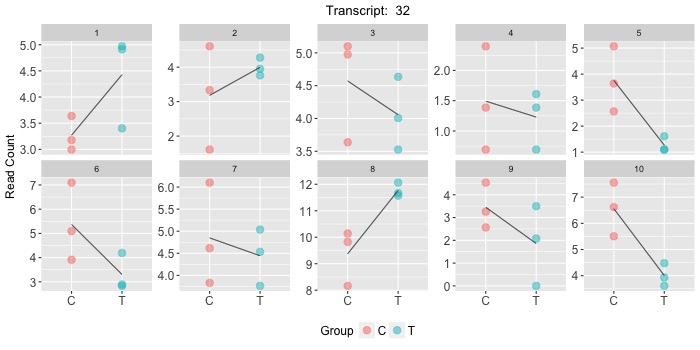 Transcript: 32
Read Count
1 2 3 4 5
5.0 4.5 4.0 3.5 3.0
4 3 2
5.0 4.5 4.0 3.5
2.0 1.5 1.0
5 4 3 2 1
6 7 8 9 10
7 6 5 4 3
6.0 5.5 5.0 4.5 4.0
12 11 10 9 8
4 3 2 1 0
7 6 5 4
C T C T C T C T C T
Group C T